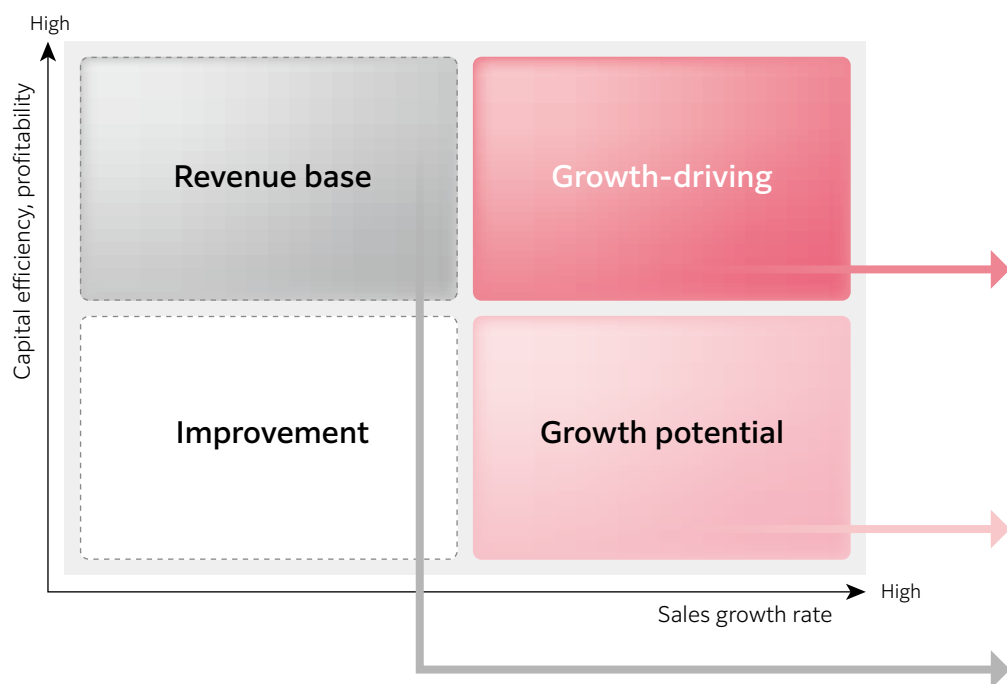 High
Capital efficiency, profitability
Revenue base
Growth-driving
Improvement
Growth potential
High
Sales growth rate